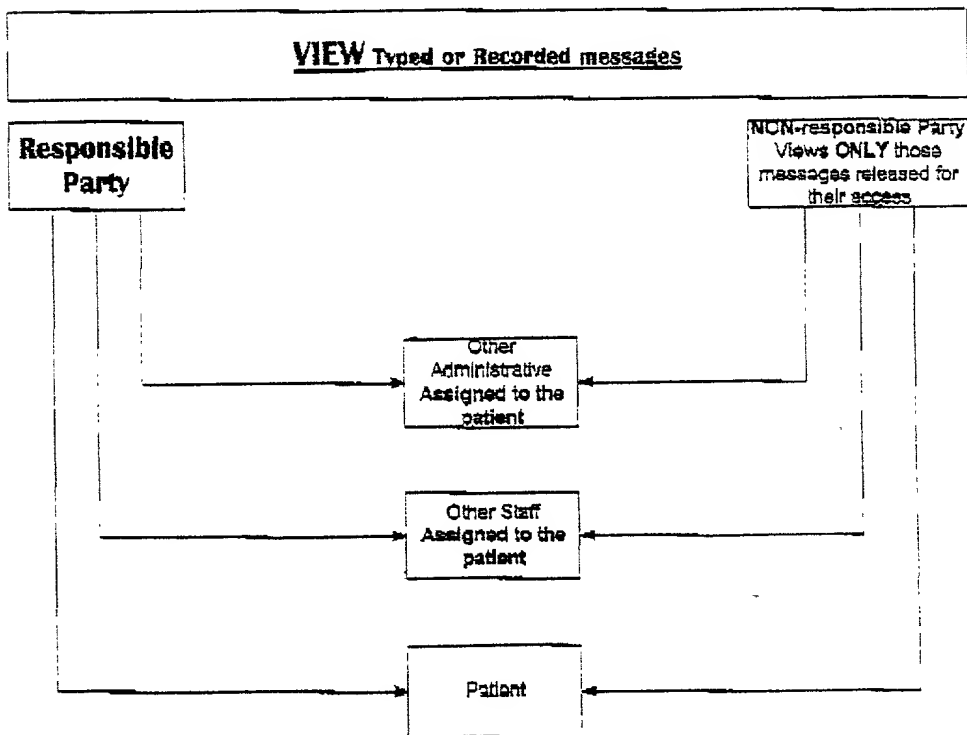 VIEW Typed or Recorded messages
Responsible
Party
NON-responsible Party
Views ONLY those
messages released for
their access
Other
Administrative
Assigned to the
patient
Other Staff
Assigned to the
patient
Patient